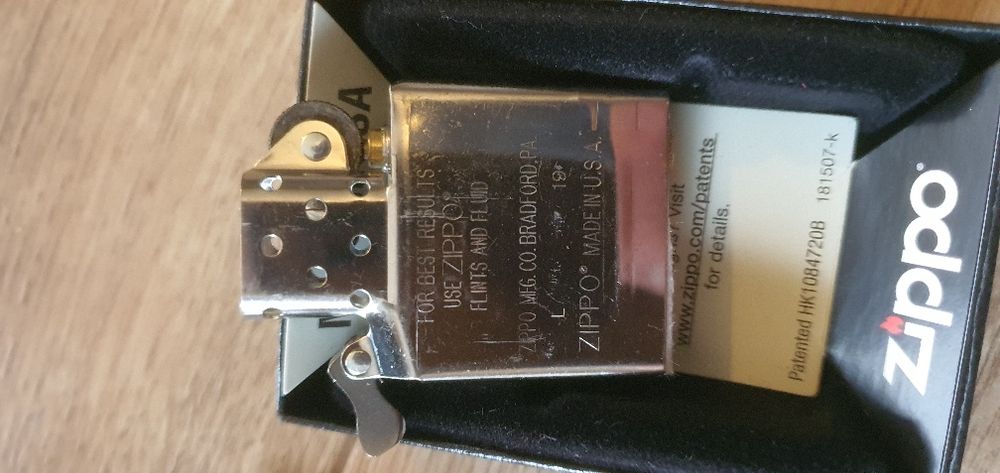 FOR BEST RESULTS
USE ZIPPO®
FLINTS AND FLUID
ZIPPO MFG. CO. BRADFORD, PA.
L 19
ZIPPO® MADE IN U.S.A.
Visit
www.zippo.com/patents
for details.
Patented HK1084720B 181507-k
zippo